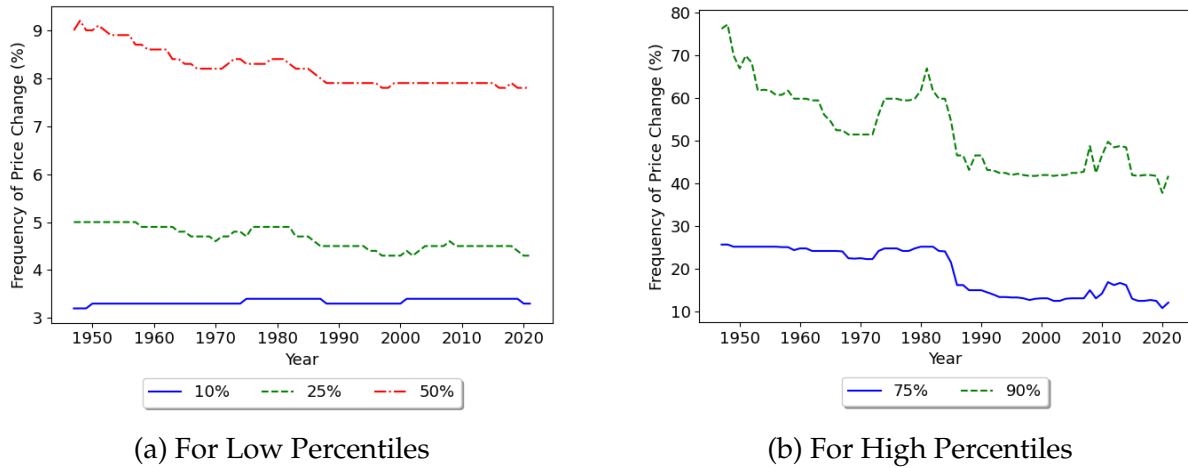 9
8
7
6
5
4
3
Frequency of Price Change (%)
1950 1960 1970 1980 1990 2000 2010 2020
Year
10% 25% 50%
(a) For Low Percentiles
80
70
60
50
40
30
20
10
Frequency of Price Change (%)
1950 1960 1970 1980 1990 2000 2010 2020
Year
75% 90%
(b) For High Percentiles